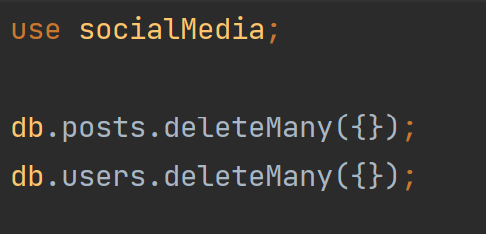 use socialMedia;
db.posts.deleteMany({});
db.users.deleteMany({});